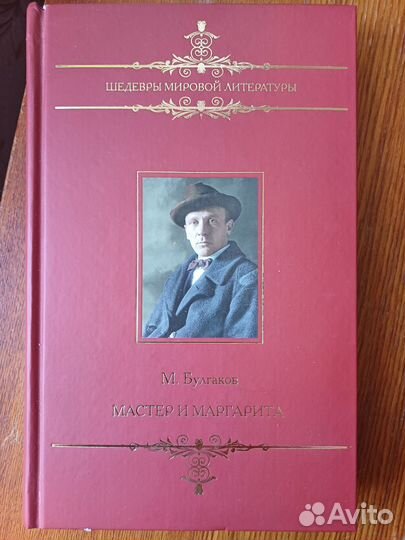 ШЕДЕВРЫ МИРОВОЙ ЛИТЕРАТУРЫ
М. Булгаков
МАСТЕР И МАРГАРИТА
Avito